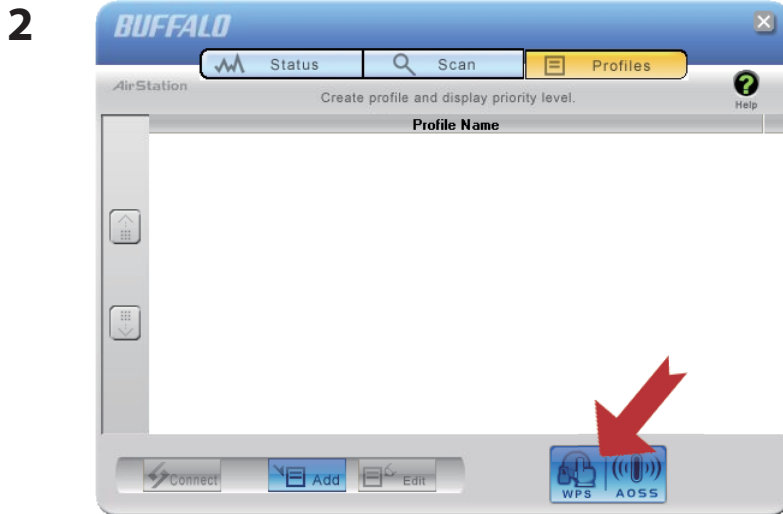 2
BUFFALO
Status
Scan
Profiles
AirStation
Create profile and display priority level.
Help
Profile Name
Connect
Add
Edit
WPS
AOSS